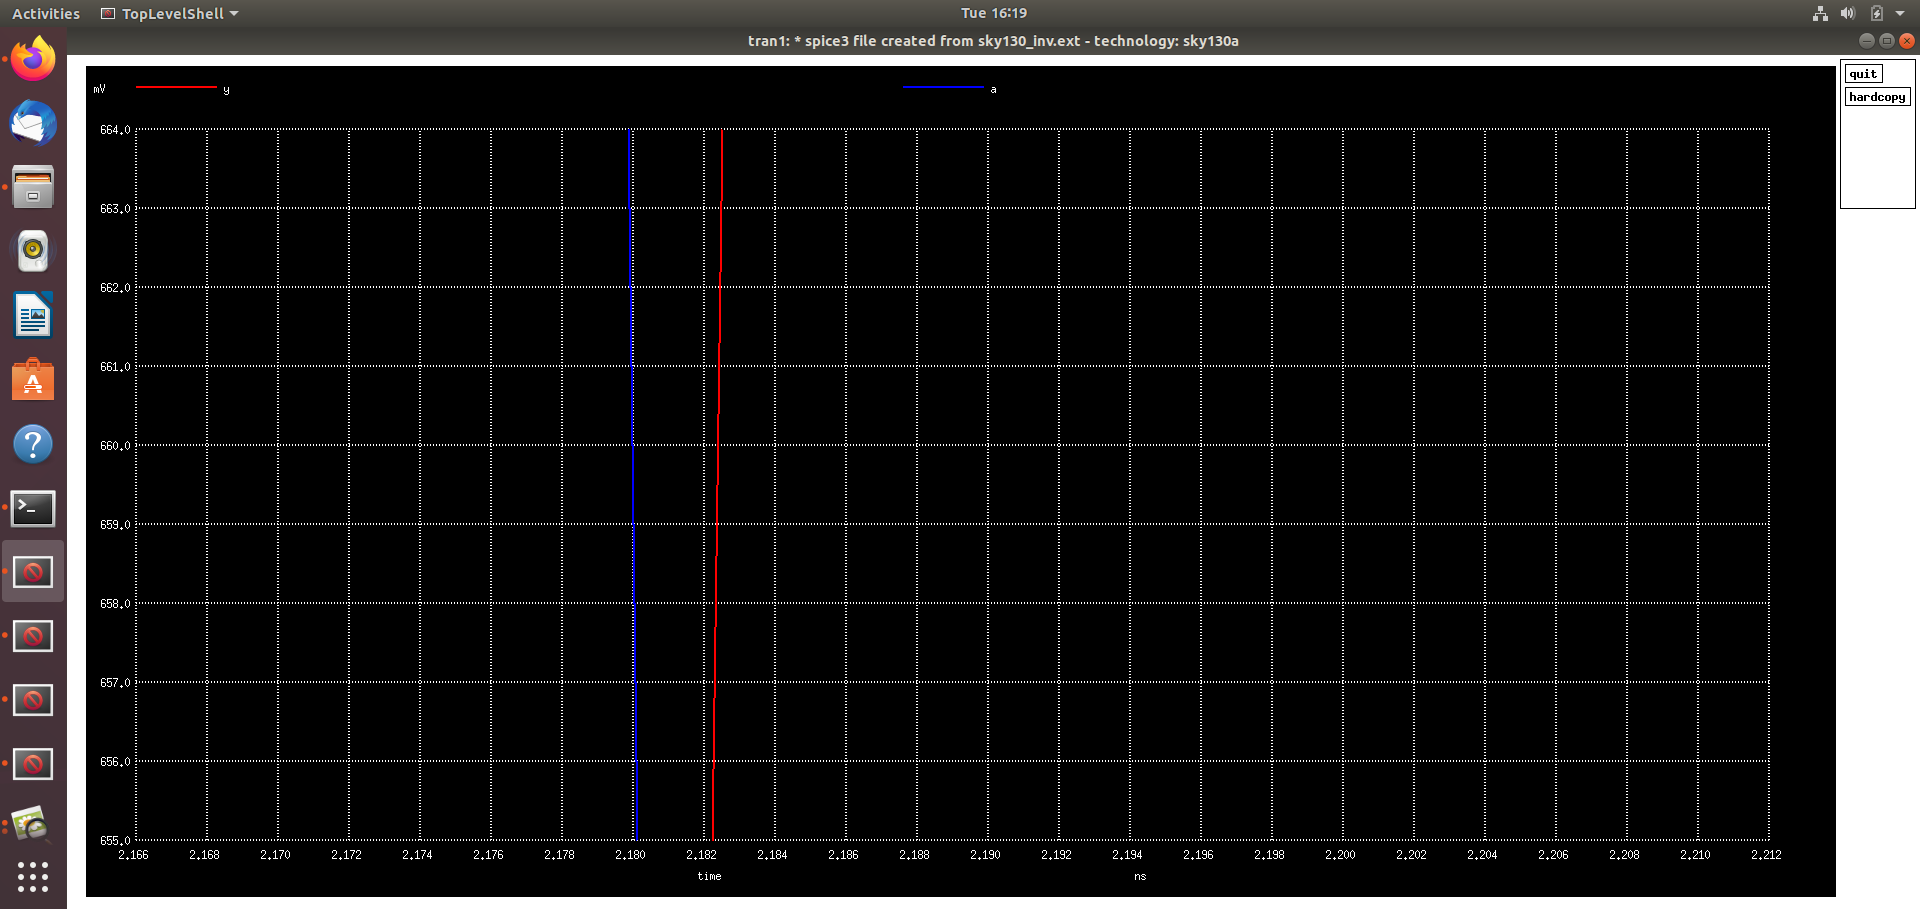 Activities TopLevelShell Tue 16:19
tran1: * spice3 file created from sky130_inv.ext - technology: sky130a
quit
hardcopy
mV y a
664.0
663.0
662.0
661.0
660.0
659.0
658.0
657.0
656.0
655.0
2.166 2.168 2.170 2.172 2.174 2.176 2.178 2.180 2.182 2.184 2.186 2.188 2.190 2.192 2.194 2.196 2.198 2.200 2.202 2.204 2.206 2.208 2.210 2.212
time ns